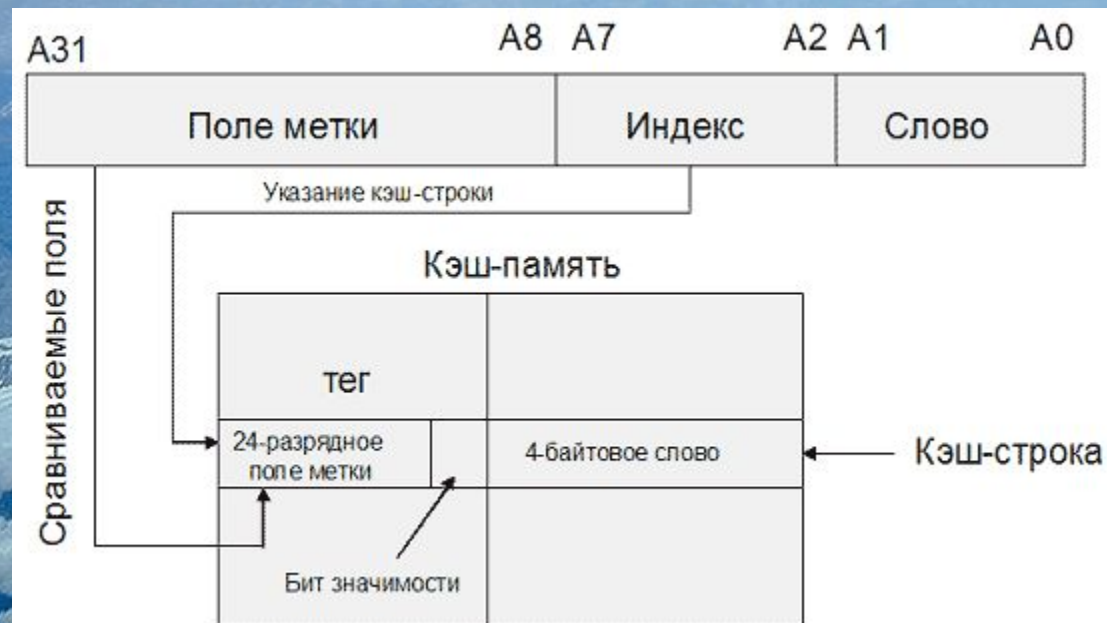 A31 A8 A7 A2 A1 A0
Поле метки Индекс Слово
Указание кэш-строки
Сравниваемые поля
Кэш-память
тег
24-разрядное
поле метки
4-байтовое слово
Кэш-строка
Бит значимости